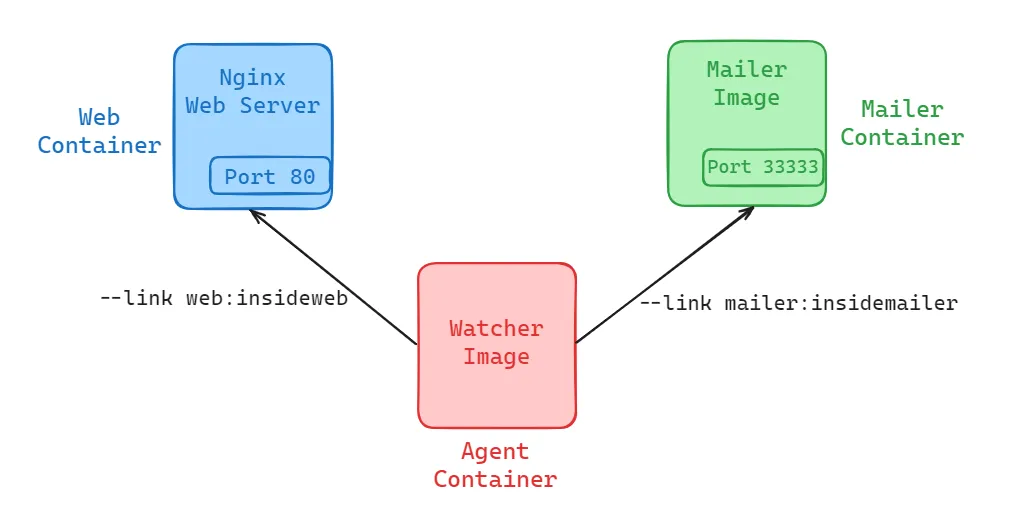 Nginx
Web Server
Port 80
Web
Container
Mailer
Image
Port 33333
Mailer
Container
--link web:insideweb
--link mailer:insidemailer
Watcher
Image
Agent
Container